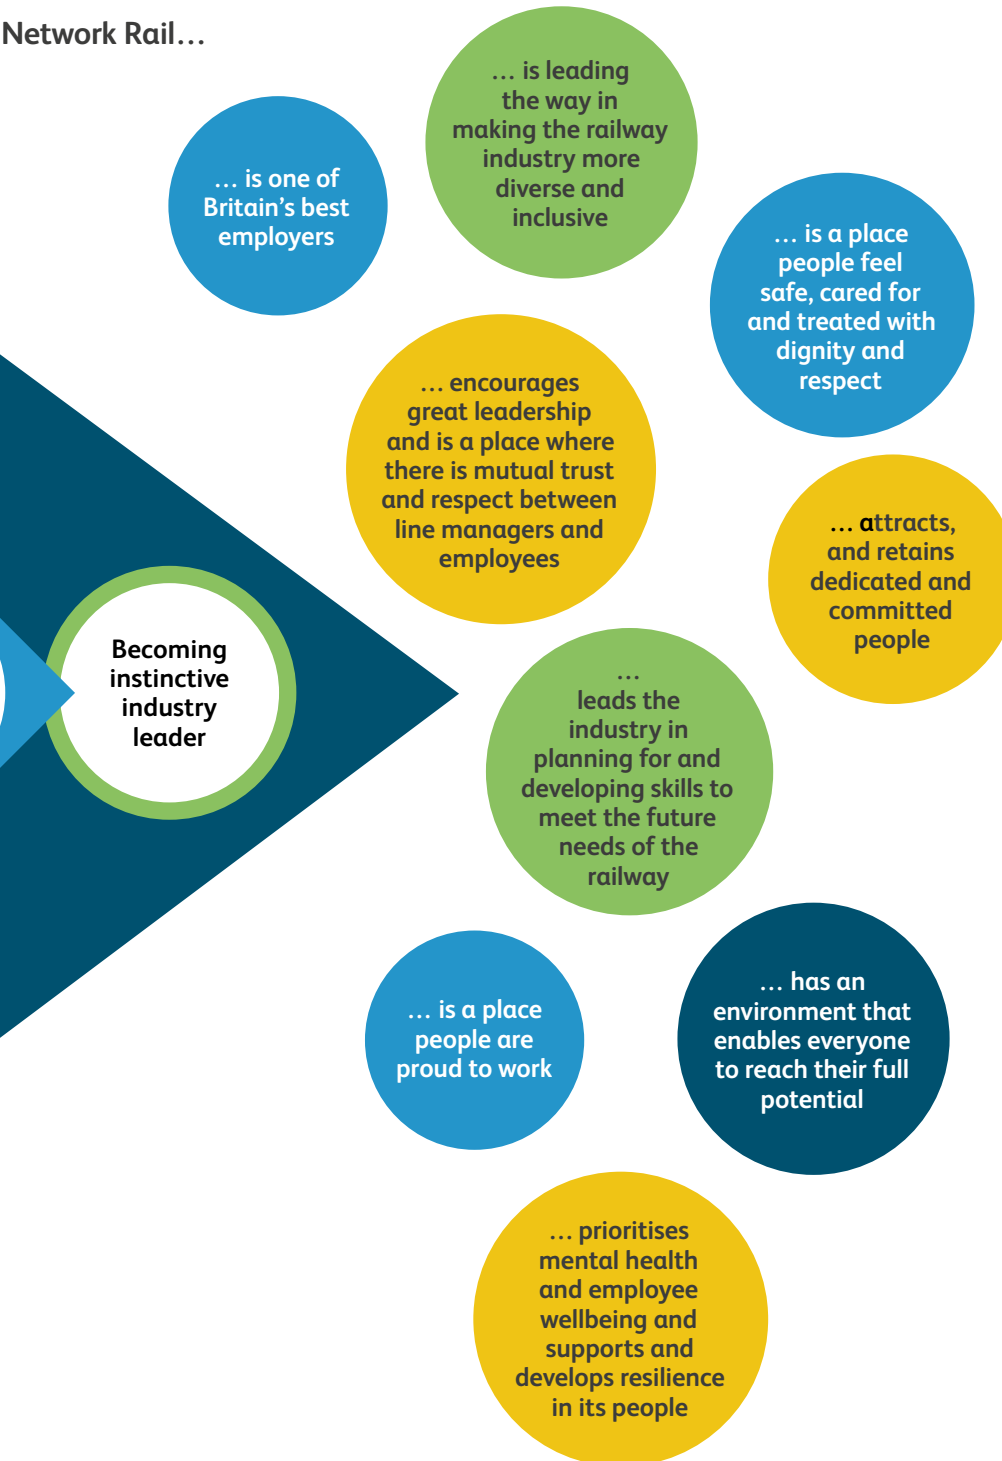 Network Rail…
… is leading
the way in
making the railway
industry more
diverse and
inclusive
… is one of
Britain’s best
employers
… is a place
people feel
safe, cared for
and treated with
dignity and
respect
… encourages
great leadership
and is a place where
there is mutual trust
and respect between
line managers and
employees
… attracts,
and retains
dedicated and
committed
people
Becoming
instinctive
industry
leader
…
leads the
industry in
planning for and
developing skills to
meet the future
needs of the
railway
… is a place
people are
proud to work
… has an
environment that
enables everyone
to reach their full
potential
… prioritises
mental health
and employee
wellbeing and
supports and
develops resilience
in its people